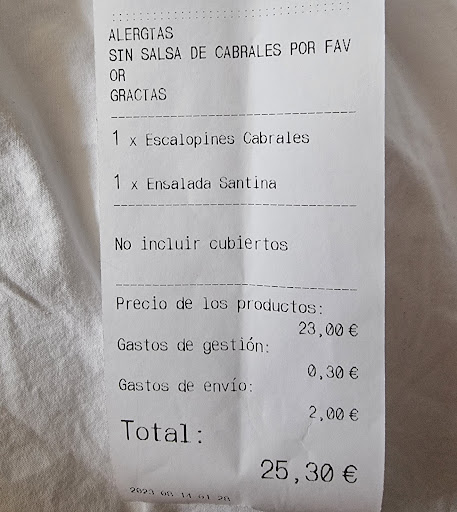 ALERGIAS
SIN SALSA DE CABRALES POR FAV
OR
GRACIAS
1 x Escalopines Cabrales
1 x Ensalada Santina
No incluir cubiertos
Precio de los productos:
23,00 €
Gastos de gestión:
0,30 €
Gastos de envío:
2,00 €
Total:
25,30 €